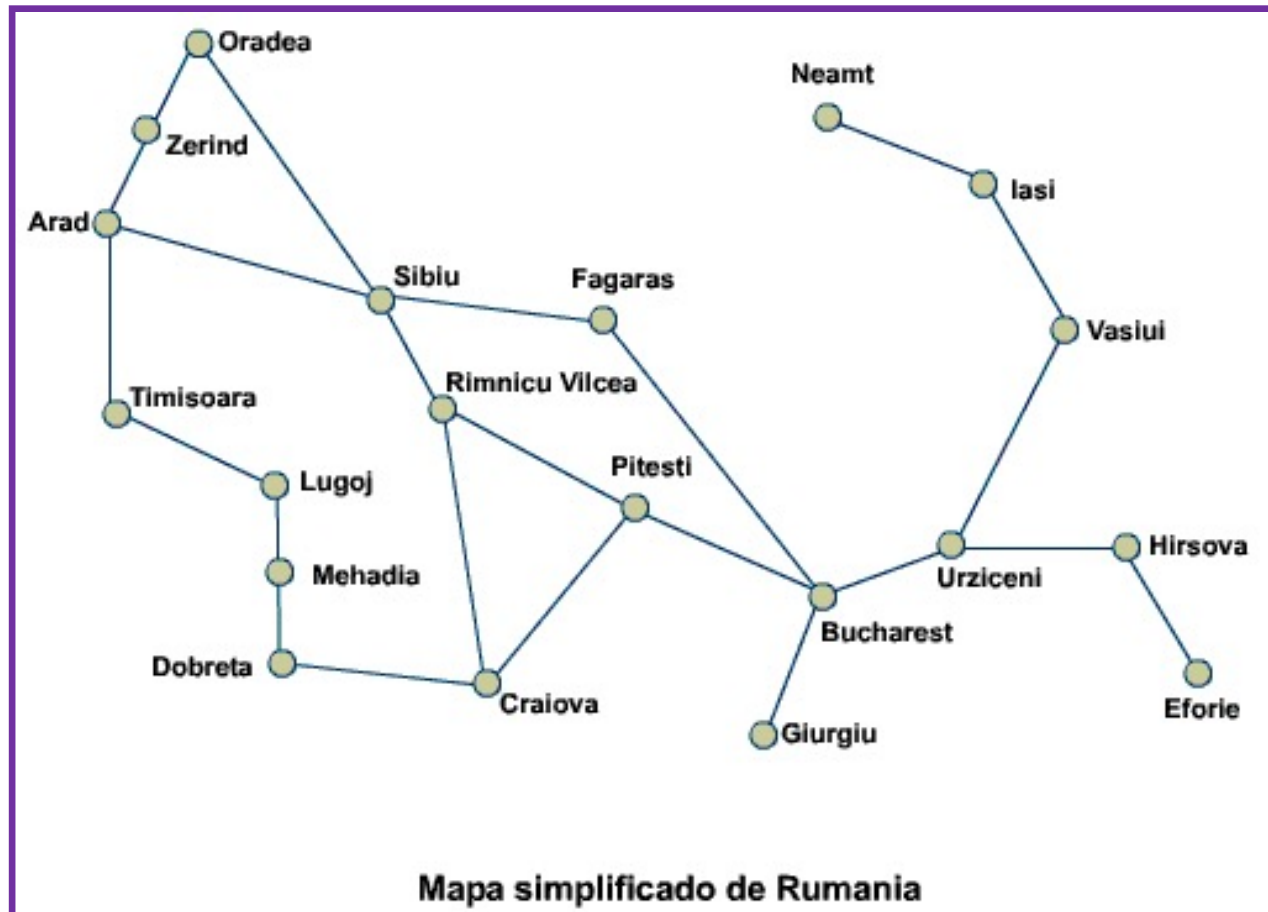 Oradea
Neamt
Zerind
Iasi
Arad
Sibiu
Fagaras
Vasiui
Rimnicu Vilcea
Timisoara
Pitesti
Lugoj
Hirsova
Mehadia
Urziceni
Bucharest
Dobreta
Craiova
Eforie
Giurgiu
Mapa simplificado de Rumania